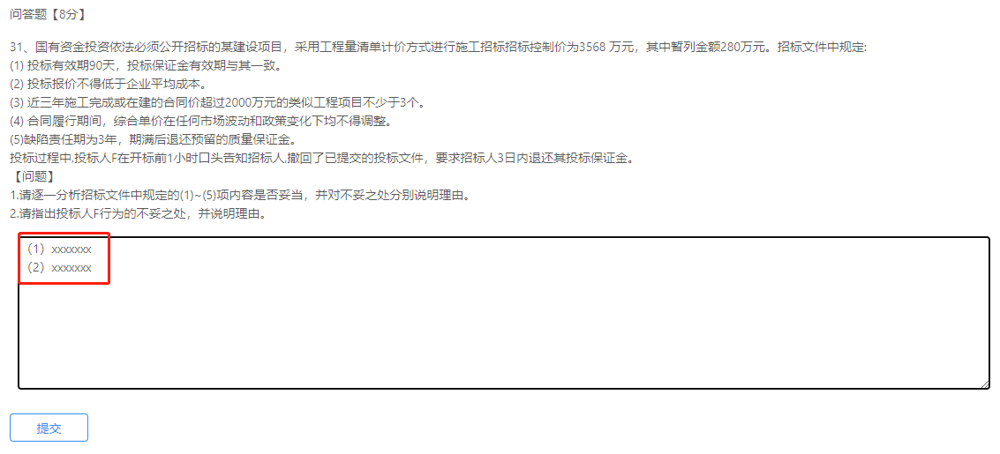 问答题【8分】
31、国有资金投资依法必须公开招标的某建设项目，采用工程量清单计价方式进行施工招标招标控制价为3568 万元，其中暂列金额280万元。招标文件中规定:
(1) 投标有效期90天，投标保证金有效期与其一致。
(2) 投标报价不得低于企业平均成本。
(3) 近三年施工完成或在建的合同价超过2000万元的类似工程项目不少于3个。
(4) 合同履行期间，综合单价在任何市场波动和政策变化下均不得调整。
(5)缺陷责任期为3年，期满后退还预留的质量保证金。
投标过程中,投标人F在开标前1小时口头告知招标人,撤回了已提交的投标文件，要求招标人3日内退还其投标保证金。
【问题】
1.请逐一分析招标文件中规定的(1)~(5)项内容是否妥当，并对不妥之处分别说明理由。
2.请指出投标人F行为的不妥之处，并说明理由。
（1）xxxxxxx
（2）xxxxxxx
提交